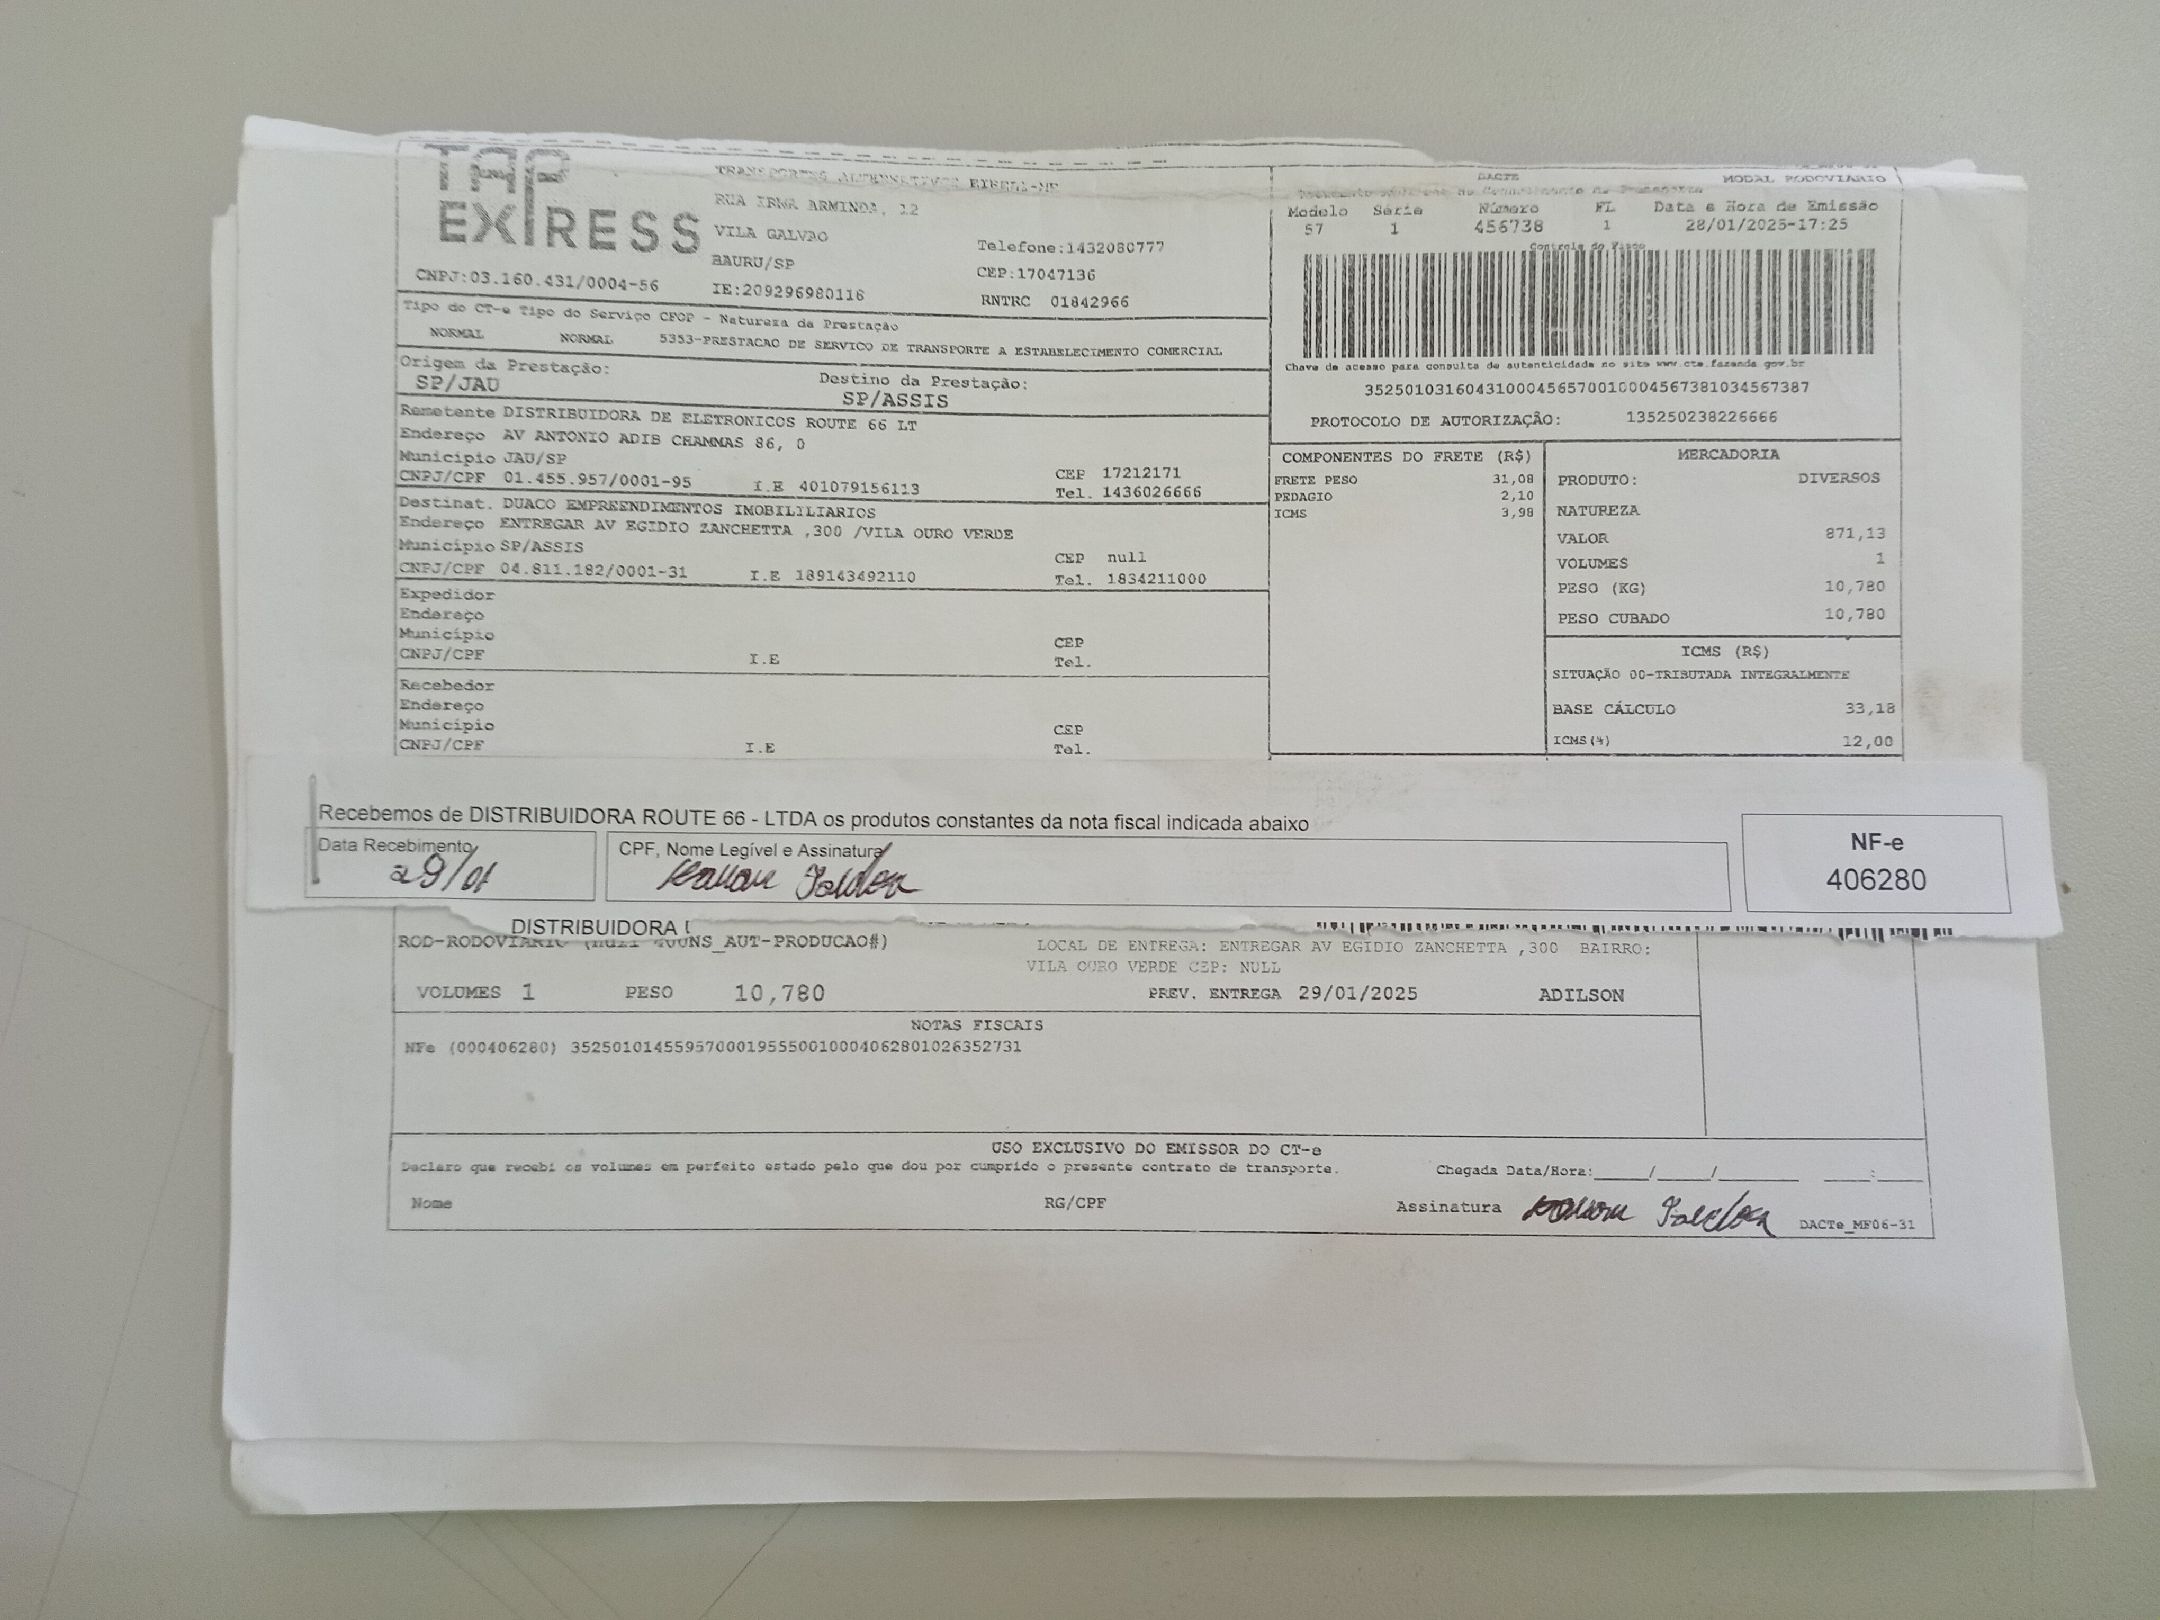 TAP
EXPRESS
CNPJ:03.160.431/0004-56
RUA IRMA ARMINDA, 12
VILA GALVÃO
BAURU/SP
IE:209296980116
Telefone:1432080777
CEP:17047136
RNTRC 01842966
DACTE
MODAL RODOVIÁRIO
Modelo Série Número FL Data e Hora de Emissão
57 1 456738 1 28/01/2025-17:25
Controle do Fisco
Chave de acesso para consulta de autenticidade no site www.cte.fazenda.gov.br
35250103160431000456570010004567381034567387
PROTOCOLO DE AUTORIZAÇÃO: 135250238226666
Tipo do CT-e Tipo do Serviço CFOP - Natureza da Prestação
NORMAL NORMAL 5353-PRESTACAO DE SERVICO DE TRANSPORTE A ESTABELECIMENTO COMERCIAL
Origem da Prestação: Destino da Prestação:
SP/JAU SP/ASSIS
Remetente DISTRIBUIDORA DE ELETRONICOS ROUTE 66 LT
Endereço AV ANTONIO ADIB CHAMMAS 86, 0
Município JAU/SP CEP 17212171
CNPJ/CPF 01.455.957/0001-95 I.E 401079156113 Tel. 1436026666
Destinat. DUACO EMPREENDIMENTOS IMOBILILIARIOS
Endereço ENTREGAR AV EGIDIO ZANCHETTA ,300 /VILA OURO VERDE
Município SP/ASSIS CEP null
CNPJ/CPF 04.811.182/0001-31 I.E 189143492110 Tel. 1834211000
Expedidor
Endereço
Município CEP
CNPJ/CPF I.E Tel.
Recebedor
Endereço
Município CEP
CNPJ/CPF I.E Tel.
COMPONENTES DO FRETE (R$)
FRETE PESO 31,08
PEDAGIO 2,10
ICMS 3,98
MERCADORIA
PRODUTO: DIVERSOS
NATUREZA
VALOR 871,13
VOLUMES 1
PESO (KG) 10,780
PESO CUBADO 10,780
ICMS (R$)
SITUAÇÃO 00-TRIBUTADA INTEGRALMENTE
BASE CÁLCULO 33,18
ICMS(%) 12,00
Recebemos de DISTRIBUIDORA ROUTE 66 - LTDA os produtos constantes da nota fiscal indicada abaixo
Data Recebimento CPF, Nome Legível e Assinatura
29/01
NF-e
406280
DISTRIBUIDORA
ROD-RODOVIARIO AUT-PRODUCAO#) LOCAL DE ENTREGA: ENTREGAR AV EGIDIO ZANCHETTA ,300 BAIRRO:
VILA OURO VERDE CEP: NULL
VOLUMES 1 PESO 10,780 PREV. ENTREGA 29/01/2025 ADILSON
NOTAS FISCAIS
NFe (000406280) 35250101455957000195550010004062801026352731
USO EXCLUSIVO DO EMISSOR DO CT-e
Declaro que recebi os volumes em perfeito estado pelo que dou por cumprido o presente contrato de transporte. Chegada Data/Hora:_____/_____/_______ ____:____
Nome RG/CPF Assinatura
DACTe_MF06-31